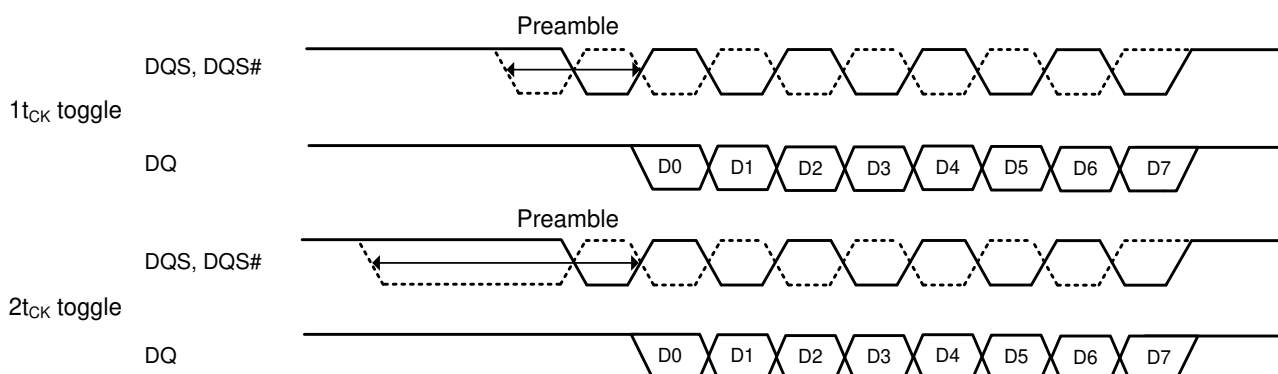 Preamble
DQS, DQS#
1tCK toggle
DQ
D0 D1 D2 D3 D4 D5 D6 D7
Preamble
DQS, DQS#
2tCK toggle
DQ
D0 D1 D2 D3 D4 D5 D6 D7